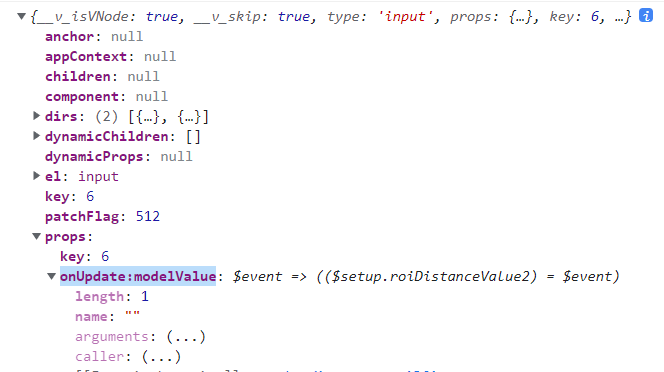 ▼{__v_isVNode: true, __v_skip: true, type: 'input', props: {…}, key: 6, …} i
anchor: null
appContext: null
children: null
component: null
▶dirs: (2) [{…}, {…}]
▶dynamicChildren: []
dynamicProps: null
▶el: input
key: 6
patchFlag: 512
▼props:
key: 6
▼onUpdate:modelValue: $event => (($setup.roiDistanceValue2) = $event)
length: 1
name: ""
arguments: (...)
caller: (...)